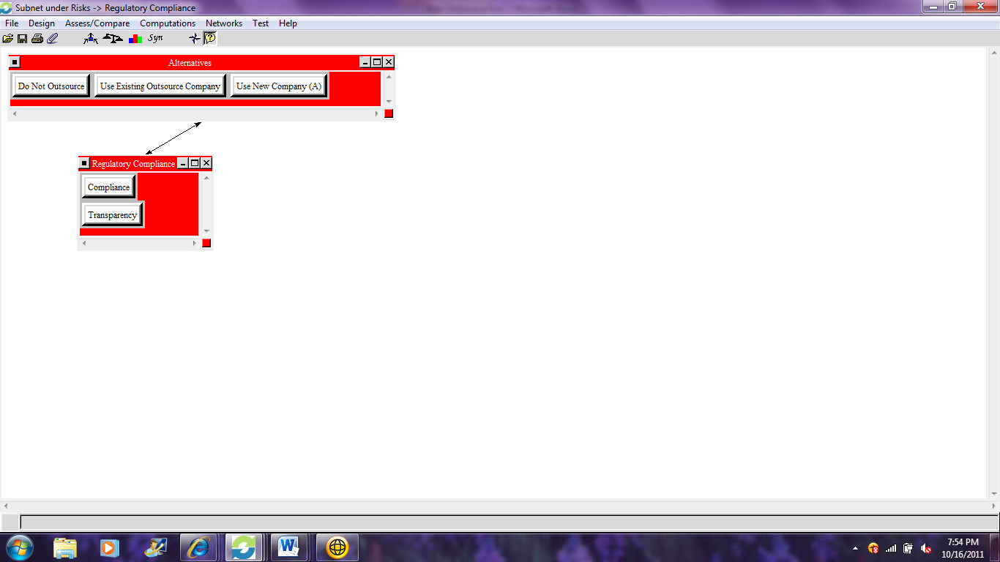 Subnet under Risks -> Regulatory Compliance
File Design Assess/Compare Computations Networks Test Help
Syn
Alternatives
Do Not Outsource Use Existing Outsource Company Use New Company (A)
Regulatory Compliance
Compliance
Transparency
7:54 PM
10/16/2011